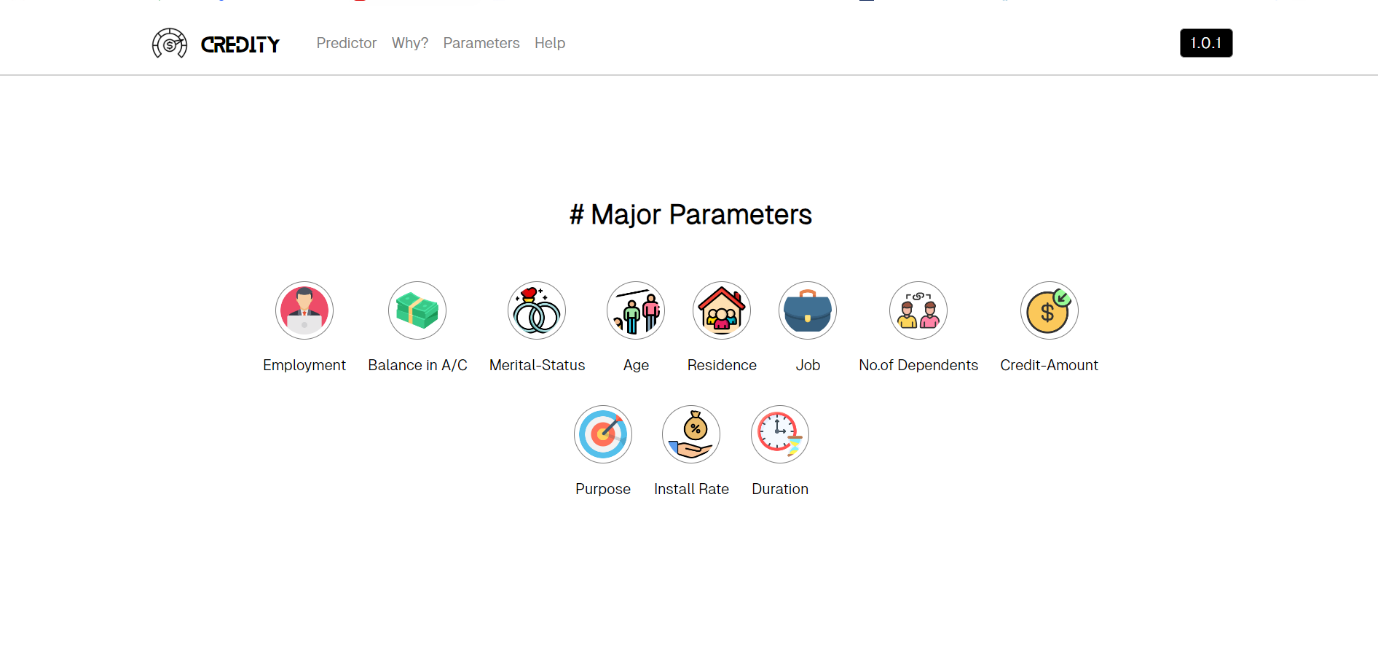 CREDITY Predictor Why? Parameters Help 1.0.1
# Major Parameters
Employment Balance in A/C Merital-Status Age Residence Job No.of Dependents Credit-Amount
Purpose Install Rate Duration